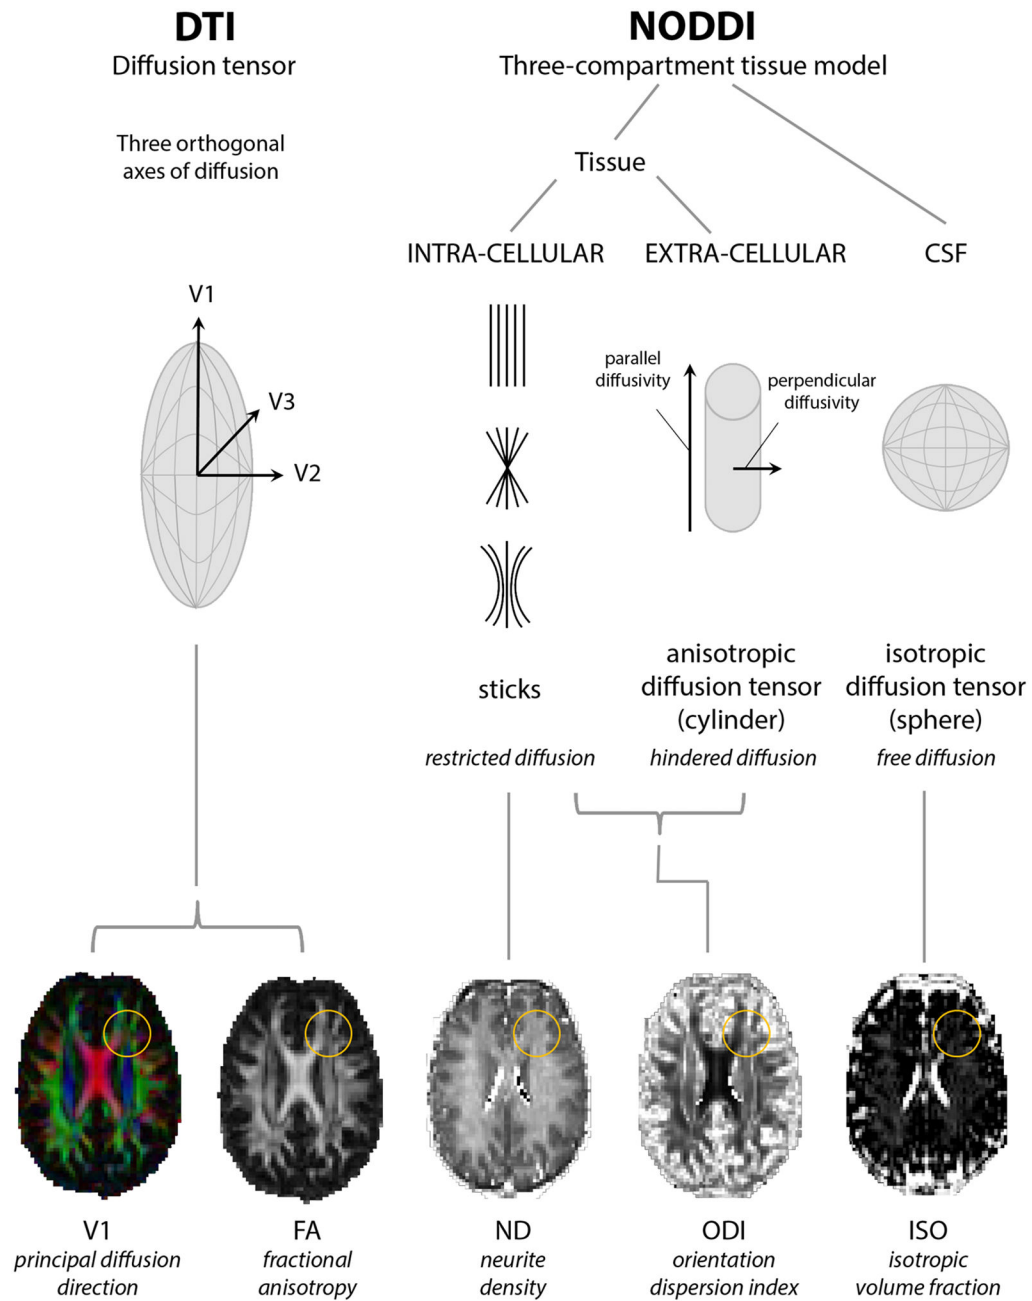 DTI
Diffusion tensor
Three orthogonal
axes of diffusion
V1
V3
V2
NODDI
Three-compartment tissue model
Tissue
INTRA-CELLULAR
EXTRA-CELLULAR
CSF
parallel
diffusivity
perpendicular
diffusivity
sticks
restricted diffusion
anisotropic
diffusion tensor
(cylinder)
hindered diffusion
isotropic
diffusion tensor
(sphere)
free diffusion
V1
principal diffusion
direction
FA
fractional
anisotropy
ND
neurite
density
ODI
orientation
dispersion index
ISO
isotropic
volume fraction